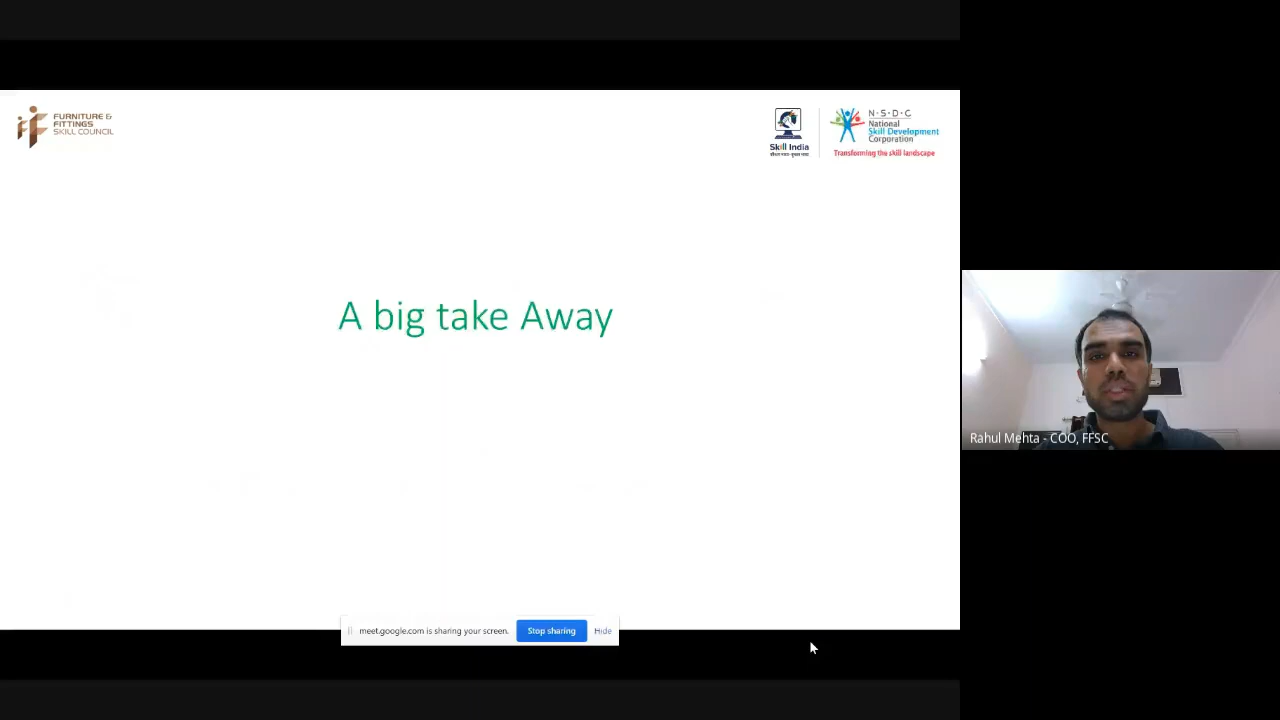 FURNITURE &
FITTINGS
SKILL COUNCIL
Skill India
N·S·D·C
National
Skill Development
Corporation
Transforming the skill landscape
A big take Away
Rahul Mehta - COO, FFSC
meet.google.com is sharing your screen.
Stop sharing
Hide